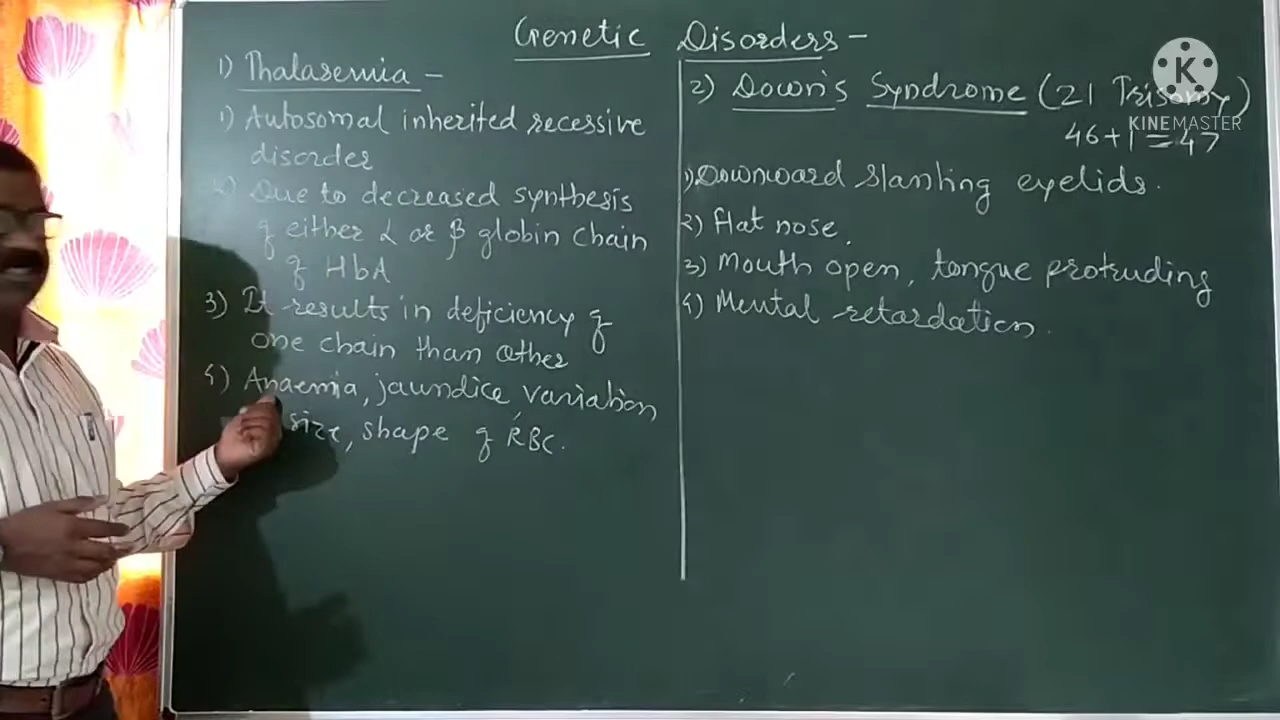 Genetic Disorders -
1) Thalasemia -
1) Autosomal inherited recessive
disorder
2) Due to decreased synthesis
of either α or β globin chain
of HbA
3) It results in deficiency of
one chain than other
4) Anaemia, jaundice variation
size, shape of RBC.
2) Down's Syndrome (21 Trisomy)
46+1=47
1) Downward slanting eyelids.
2) flat nose.
3) Mouth open, tongue protruding
4) Mental retardation.
K
KINEMASTER